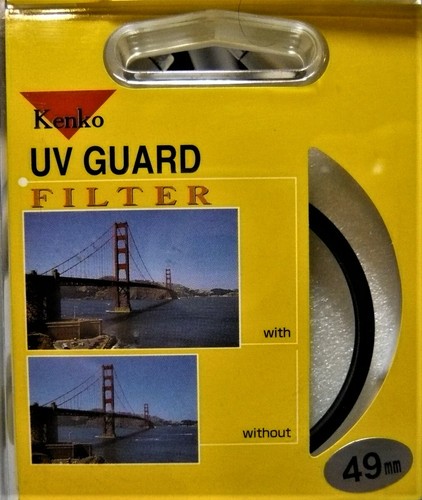 Kenko
UV GUARD
FILTER
with
without
49mm